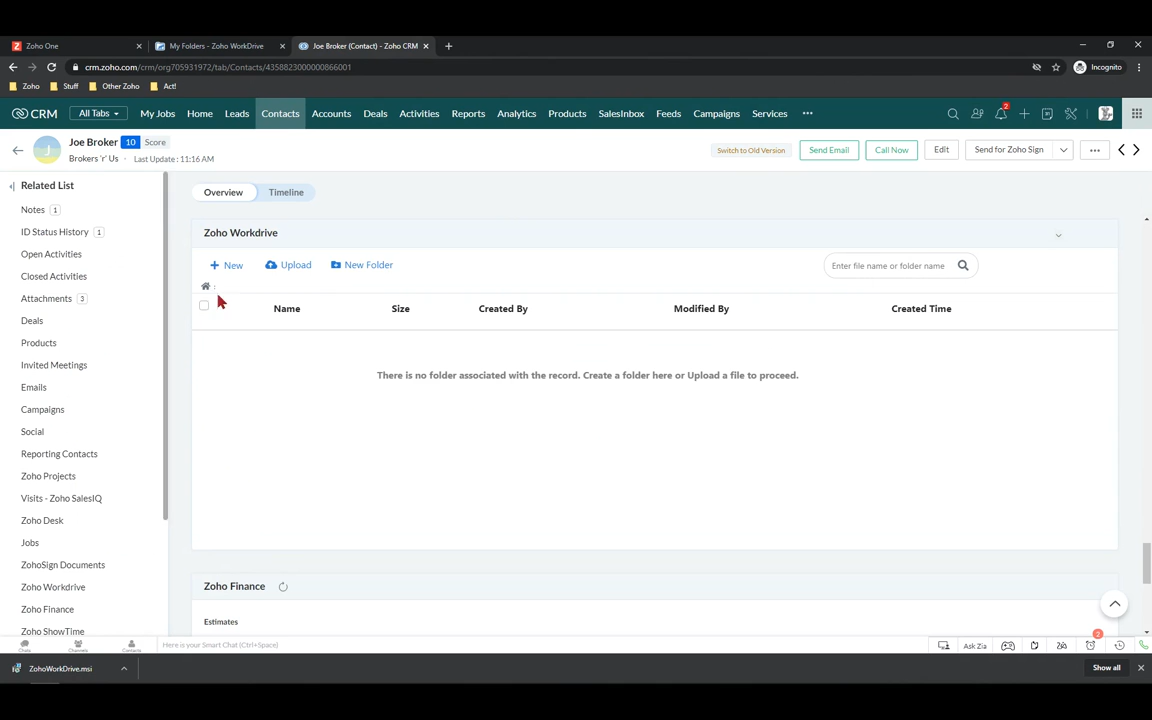 Zoho One
My Folders - Zoho WorkDrive
Joe Broker (Contact) - Zoho CRM
crm.zoho.com/crm/org705931972/tab/Contacts/4358823000000866001
Incognito
Zoho
Stuff
Other Zoho
Act!
CRM
All Tabs
My Jobs
Home
Leads
Contacts
Accounts
Deals
Activities
Reports
Analytics
Products
SalesInbox
Feeds
Campaigns
Services
2
Joe Broker 10 Score
Brokers 'r' Us · Last Update : 11:16 AM
Switch to Old Version
Send Email
Call Now
Edit
Send for Zoho Sign
Related List
Notes 1
ID Status History 1
Open Activities
Closed Activities
Attachments 3
Deals
Products
Invited Meetings
Emails
Campaigns
Social
Reporting Contacts
Zoho Projects
Visits - Zoho SalesIQ
Zoho Desk
Jobs
ZohoSign Documents
Zoho Workdrive
Zoho Finance
Zoho ShowTime
Overview
Timeline
Zoho Workdrive
+ New
Upload
New Folder
Enter file name or folder name
:
Name
Size
Created By
Modified By
Created Time
There is no folder associated with the record. Create a folder here or Upload a file to proceed.
Zoho Finance
Estimates
Chats
Channels
Contacts
Here is your Smart Chat (Ctrl+Space)
Ask Zia
2
ZohoWorkDrive.msi
Show all